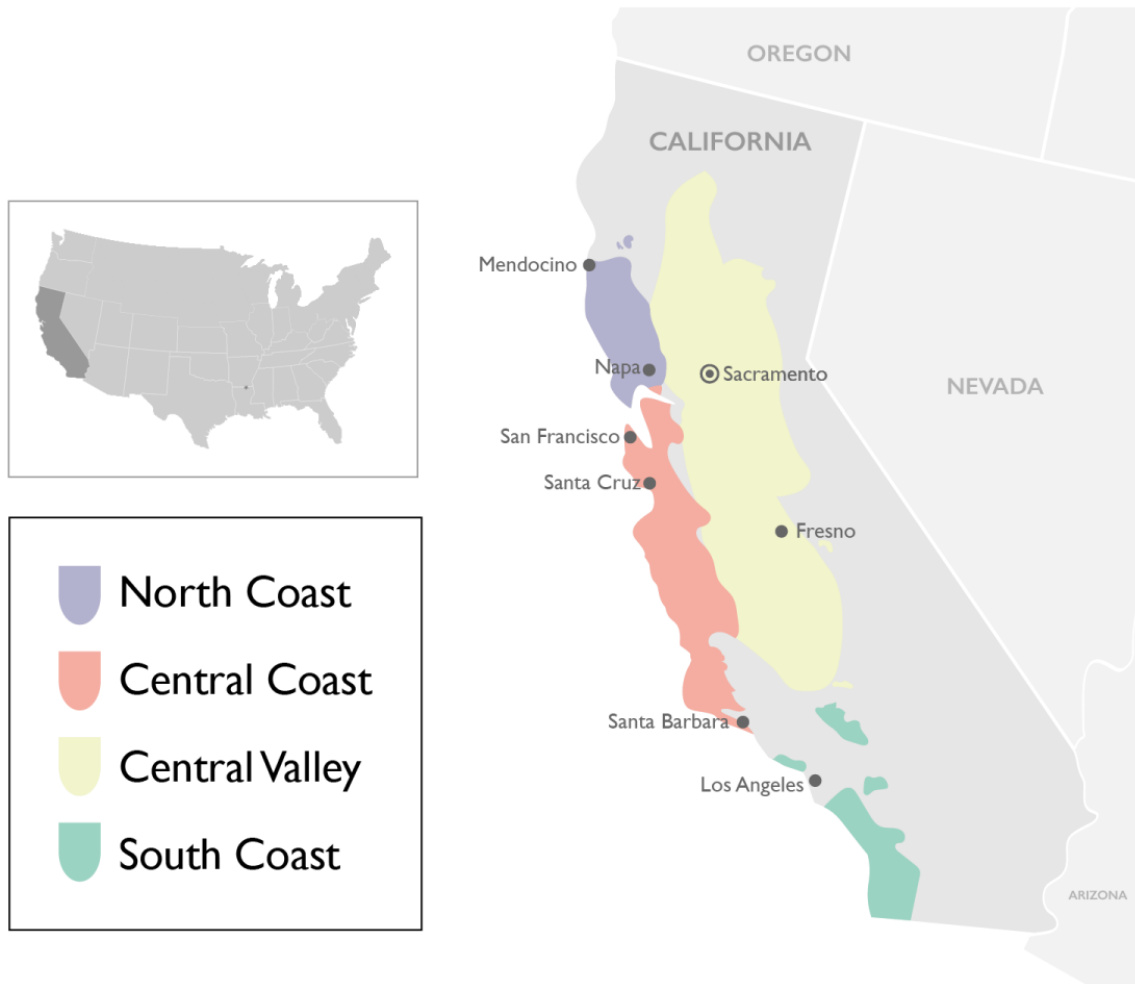 OREGON
CALIFORNIA
Mendocino
Napa
Sacramento
NEVADA
San Francisco
Santa Cruz
Fresno
North Coast
Central Coast
Santa Barbara
Central Valley
Los Angeles
South Coast
ARIZONA